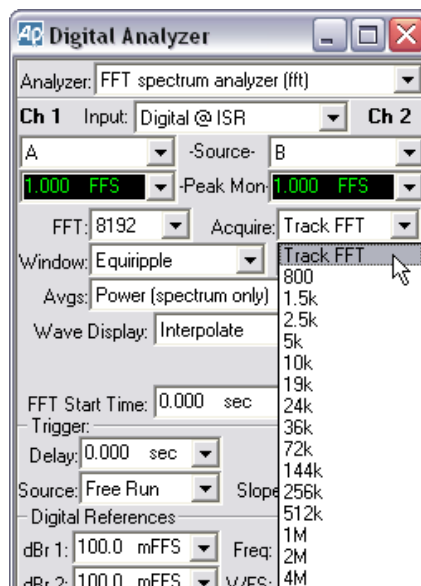 Ap Digital Analyzer
Analyzer: FFT spectrum analyzer (fft)
Ch 1 Input: Digital @ ISR Ch 2
A -Source- B
1.000 FFS -Peak Mon- 1.000 FFS
FFT: 8192 Acquire: Track FFT
Track FFT
Window: Equiripple
800
Avgs: Power (spectrum only)
1.5k
2.5k
Wave Display: Interpolate
5k
10k
19k
FFT Start Time: 0.000 sec
24k
Trigger:
36k
Delay: 0.000 sec
72k
144k
Source: Free Run Slope
256k
Digital References
512k
1M
dBr 1: 100.0 mFFS Freq:
2M
dBr 2: 100.0 mFFS V/FS:
4M